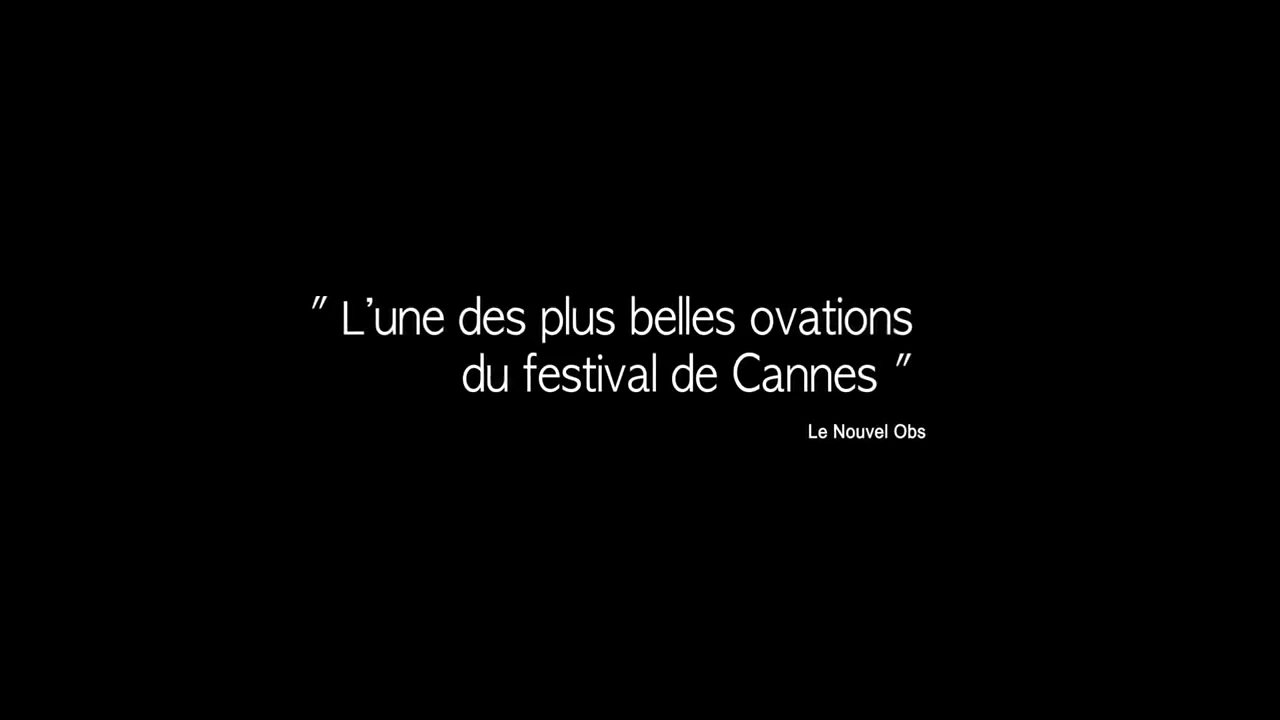 " L'une des plus belles ovations
du festival de Cannes "
Le Nouvel Obs